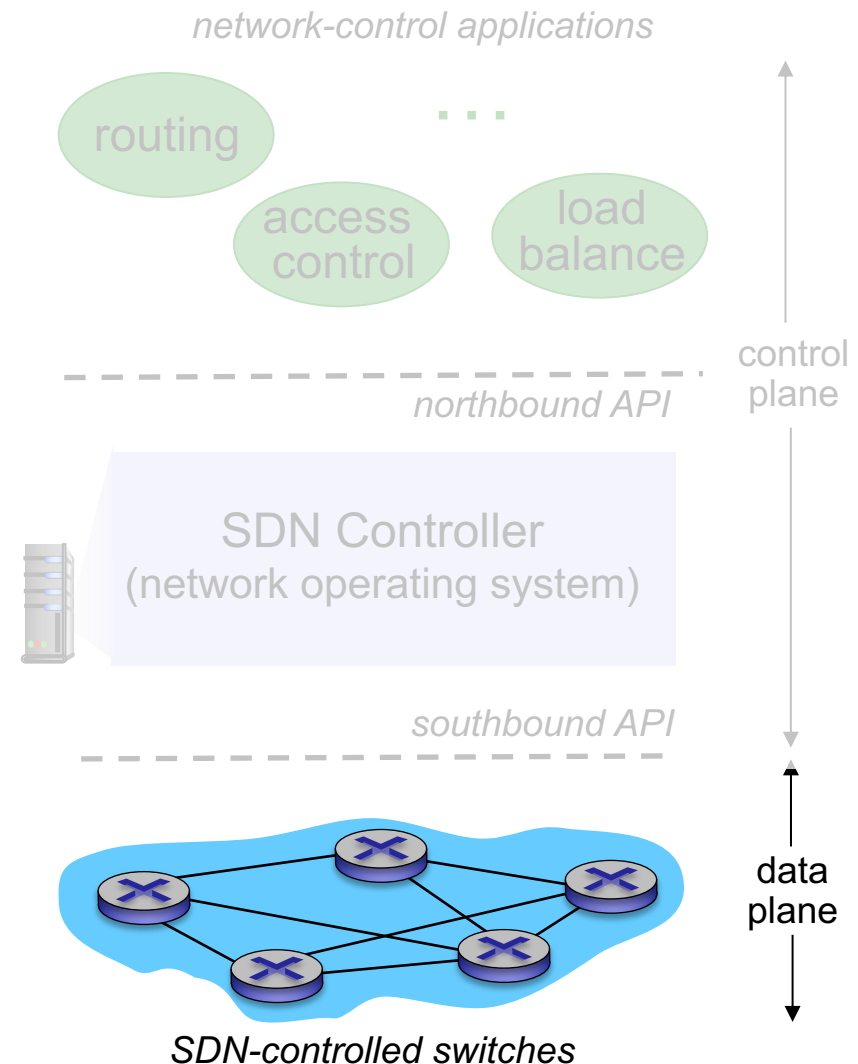 network-control applications
routing
. . .
access
control
load
balance
control
plane
northbound API
SDN Controller
(network operating system)
southbound API
data
plane
SDN-controlled switches